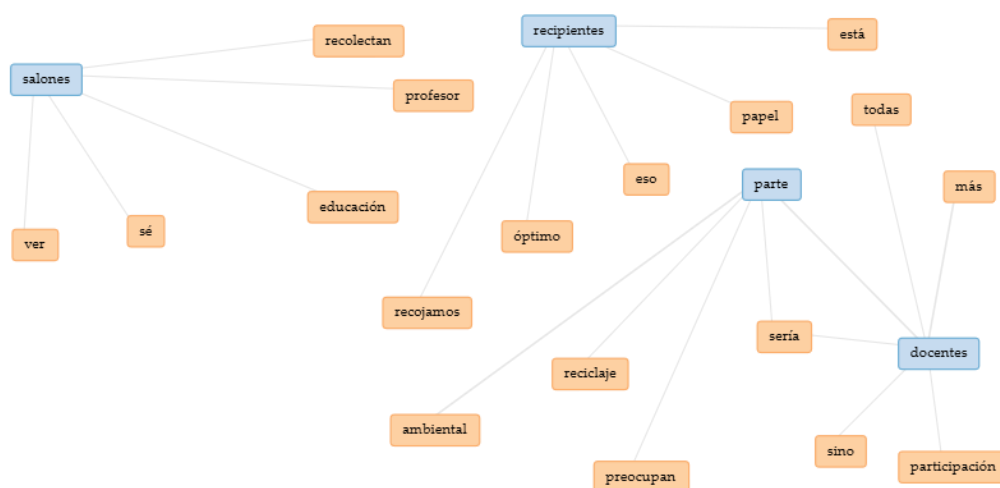 recipientes
está
recolectan
salones
profesor
todas
papel
eso
parte
más
educación
sé
óptimo
ver
recojamos
sería
docentes
reciclaje
ambiental
sino
participación
preocupan